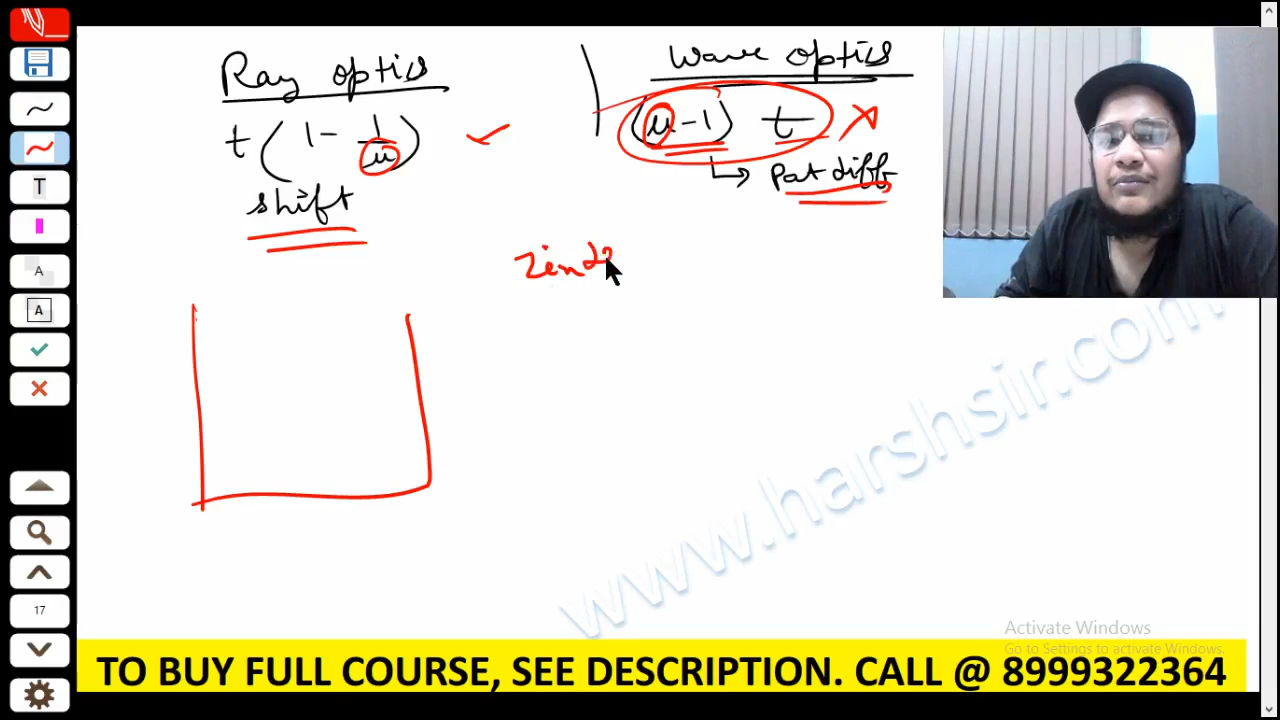 Ray optics
Wave optics
t(1 - 1/μ)
(μ-1) t
shift
Pat diff
Zind
www.harshsir.com
T
A
A
17
Activate Windows
Go to Settings to activate Windows.
TO BUY FULL COURSE, SEE DESCRIPTION. CALL @ 8999322364